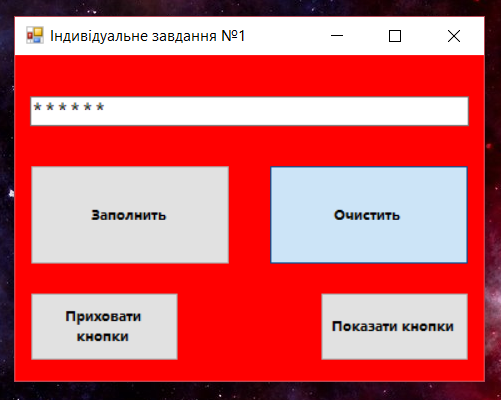 Індивідуальне завдання №1
* * * * * *
Заполнить
Очистить
Приховати
кнопки
Показати кнопки